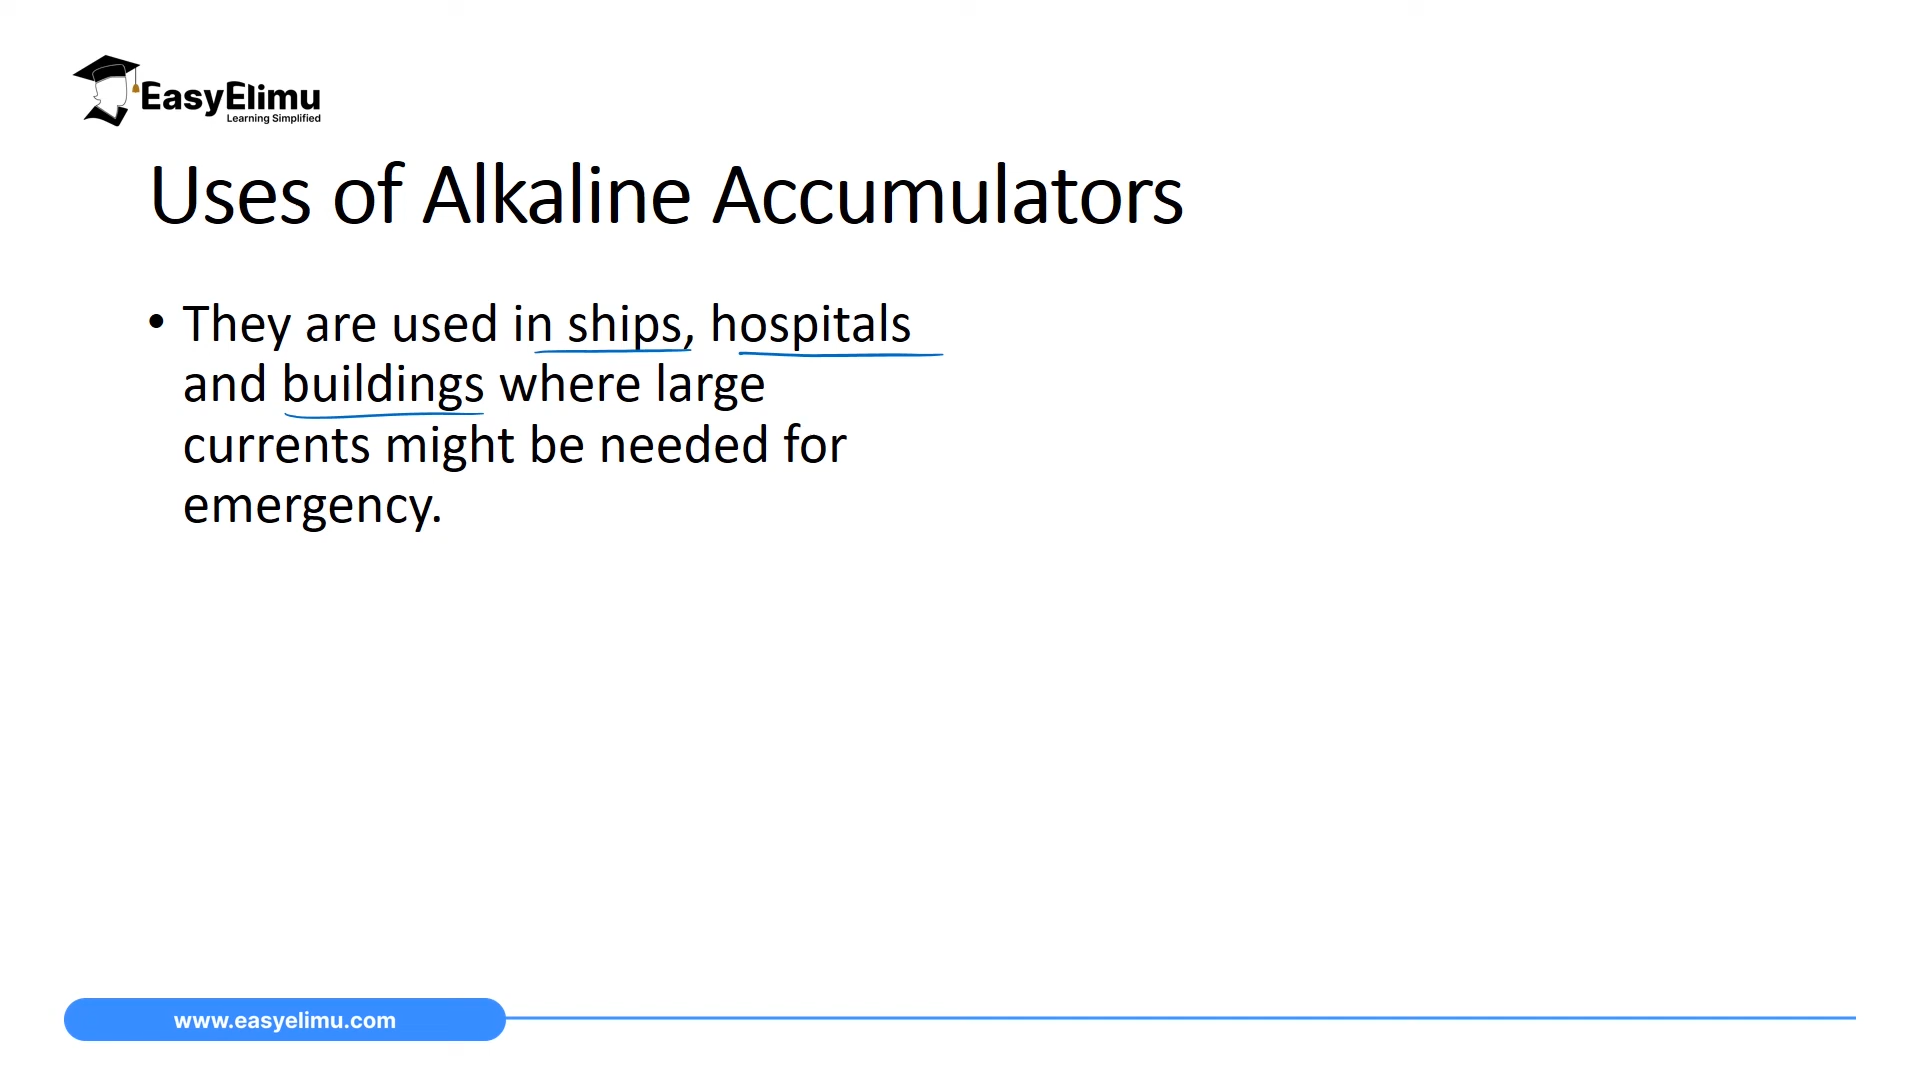 EasyElimu
Learning Simplified
Uses of Alkaline Accumulators
• They are used in ships, hospitals
and buildings where large
currents might be needed for
emergency.
www.easyelimu.com